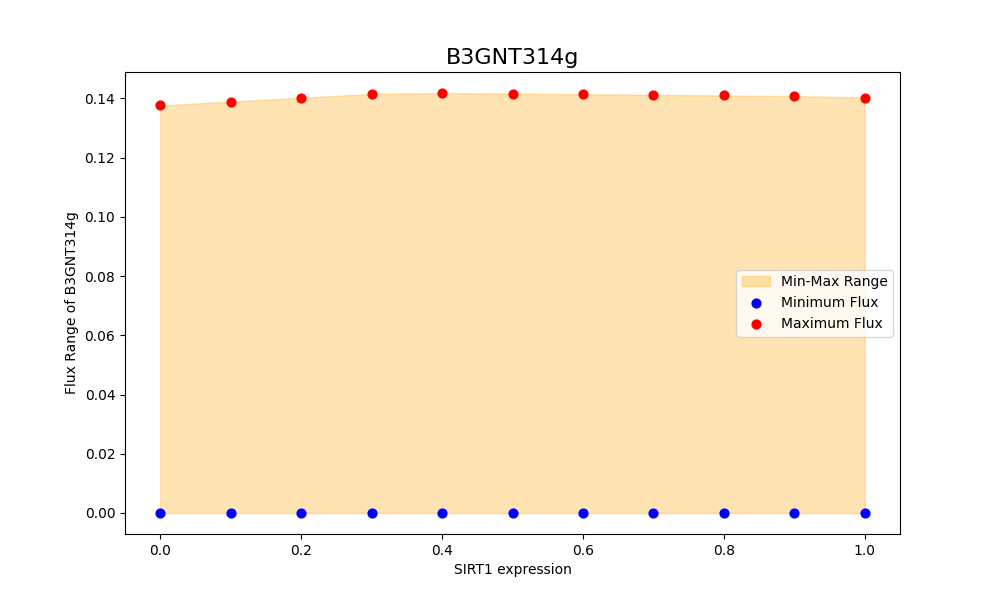 B3GNT314g
0.14
0.12
0.10
0.08
0.06
0.04
0.02
0.00
Flux Range of B3GNT314g
Min-Max Range
Minimum Flux
Maximum Flux
0.0 0.2 0.4 0.6 0.8 1.0
SIRT1 expression